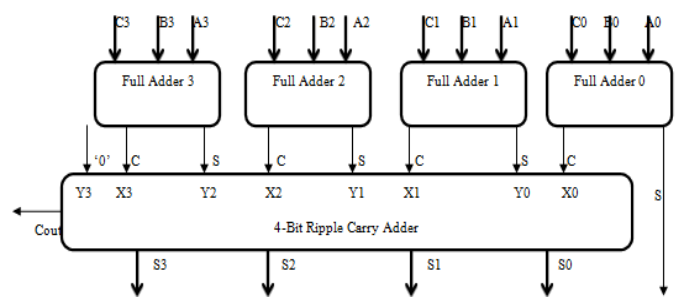 C3 B3 A3 C2 B2 A2 C1 B1 A1 C0 B0 A0
Full Adder 3 Full Adder 2 Full Adder 1 Full Adder 0
‘0’ C S C S C S C
Y3 X3 Y2 X2 Y1 X1 Y0 X0 S
Cout 4-Bit Ripple Carry Adder
S3 S2 S1 S0